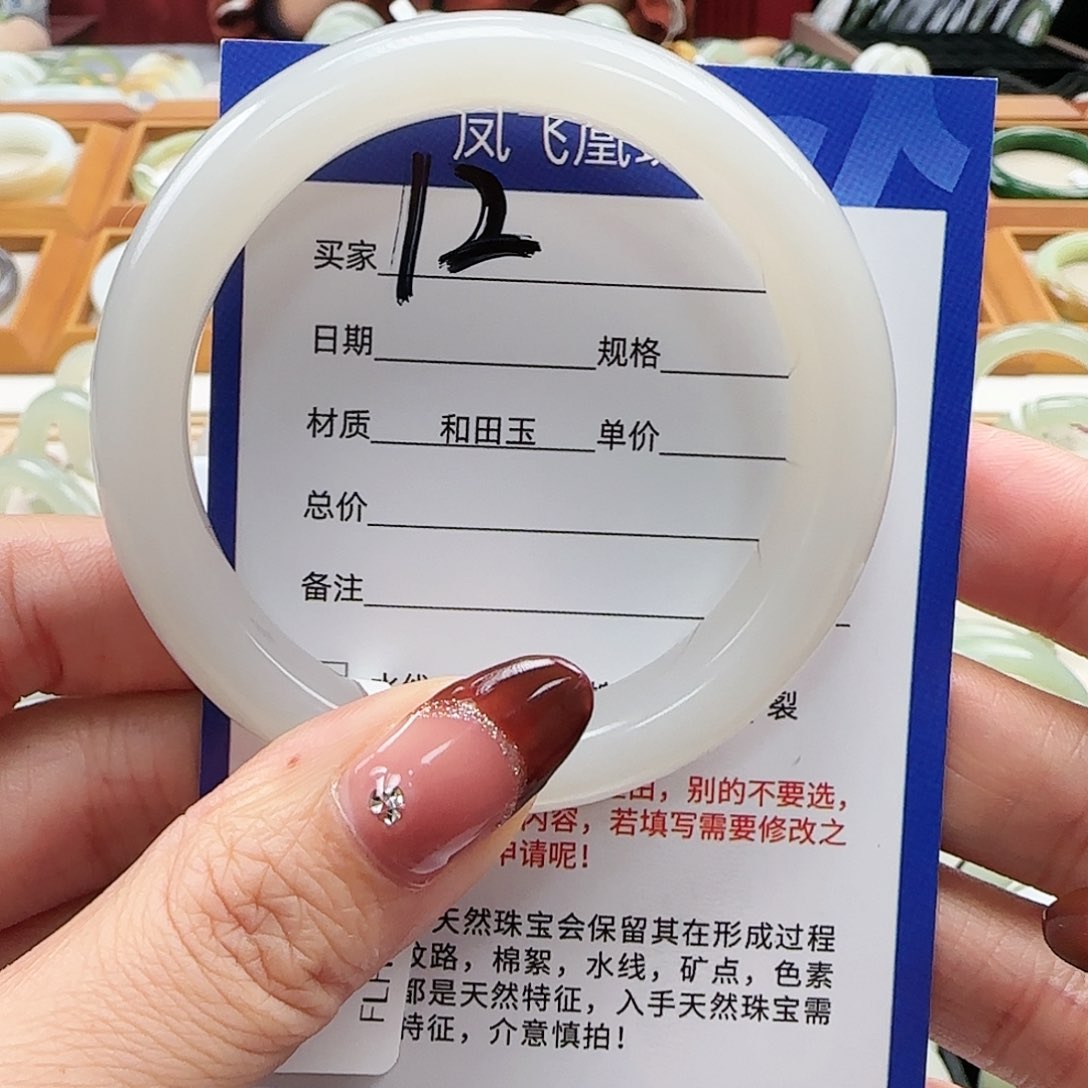 凤飞凰
12
买家
日期 规格
材质 和田玉 单价
总价
备注
裂
，别的不要选，
内容，若填写需要修改之
申请呢！
天然珠宝会保留其在形成过程
纹路，棉絮，水线，矿点，色素
都是天然特征，入手天然珠宝需
特征，介意慎拍！